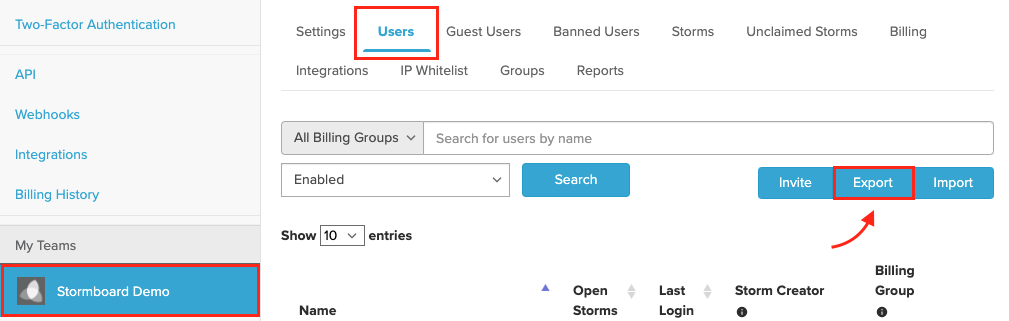 Two-Factor Authentication
API
Webhooks
Integrations
Billing History
My Teams
Stormboard Demo
Settings Users Guest Users Banned Users Storms Unclaimed Storms Billing
Integrations IP Whitelist Groups Reports
All Billing Groups Search for users by name
Enabled Search Invite Export Import
Show 10 entries
Name Open Storms Last Login Storm Creator Billing Group